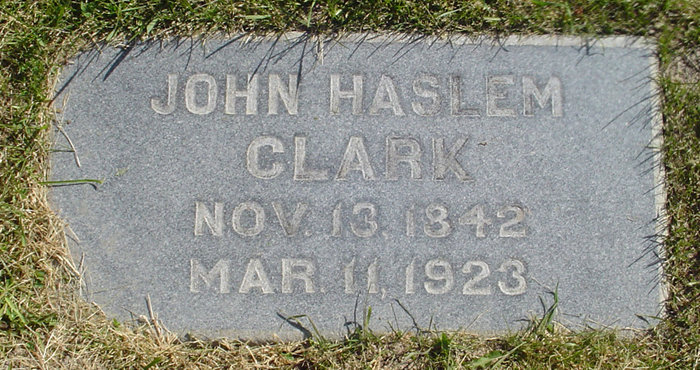 JOHN HASLEM
CLARK
NOV. 13, 1842
MAR. 11, 1923